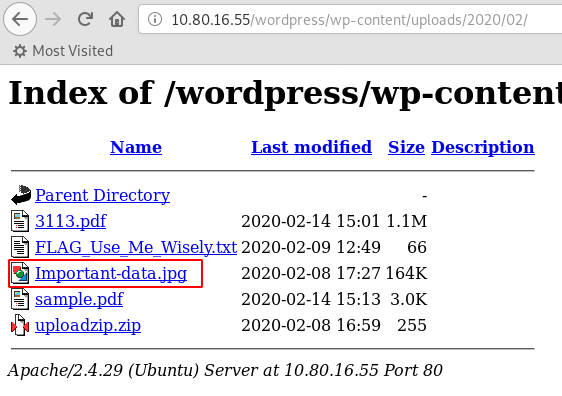 10.80.16.55/wordpress/wp-content/uploads/2020/02/
Most Visited
Index of /wordpress/wp-content
Name Last modified Size Description
Parent Directory -
3113.pdf 2020-02-14 15:01 1.1M
FLAG_Use_Me_Wisely.txt 2020-02-09 12:49 66
Important-data.jpg 2020-02-08 17:27 164K
sample.pdf 2020-02-14 15:13 3.0K
uploadzip.zip 2020-02-08 16:59 255
Apache/2.4.29 (Ubuntu) Server at 10.80.16.55 Port 80